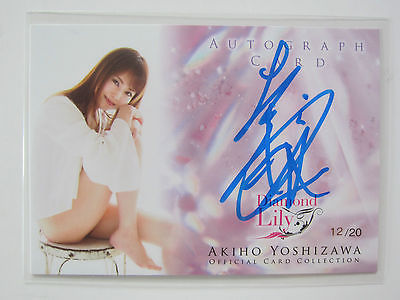 AUTOGRAPH
CARD
Diamond
Lily
12/20
AKIHO YOSHIZAWA
OFFICIAL CARD COLLECTION